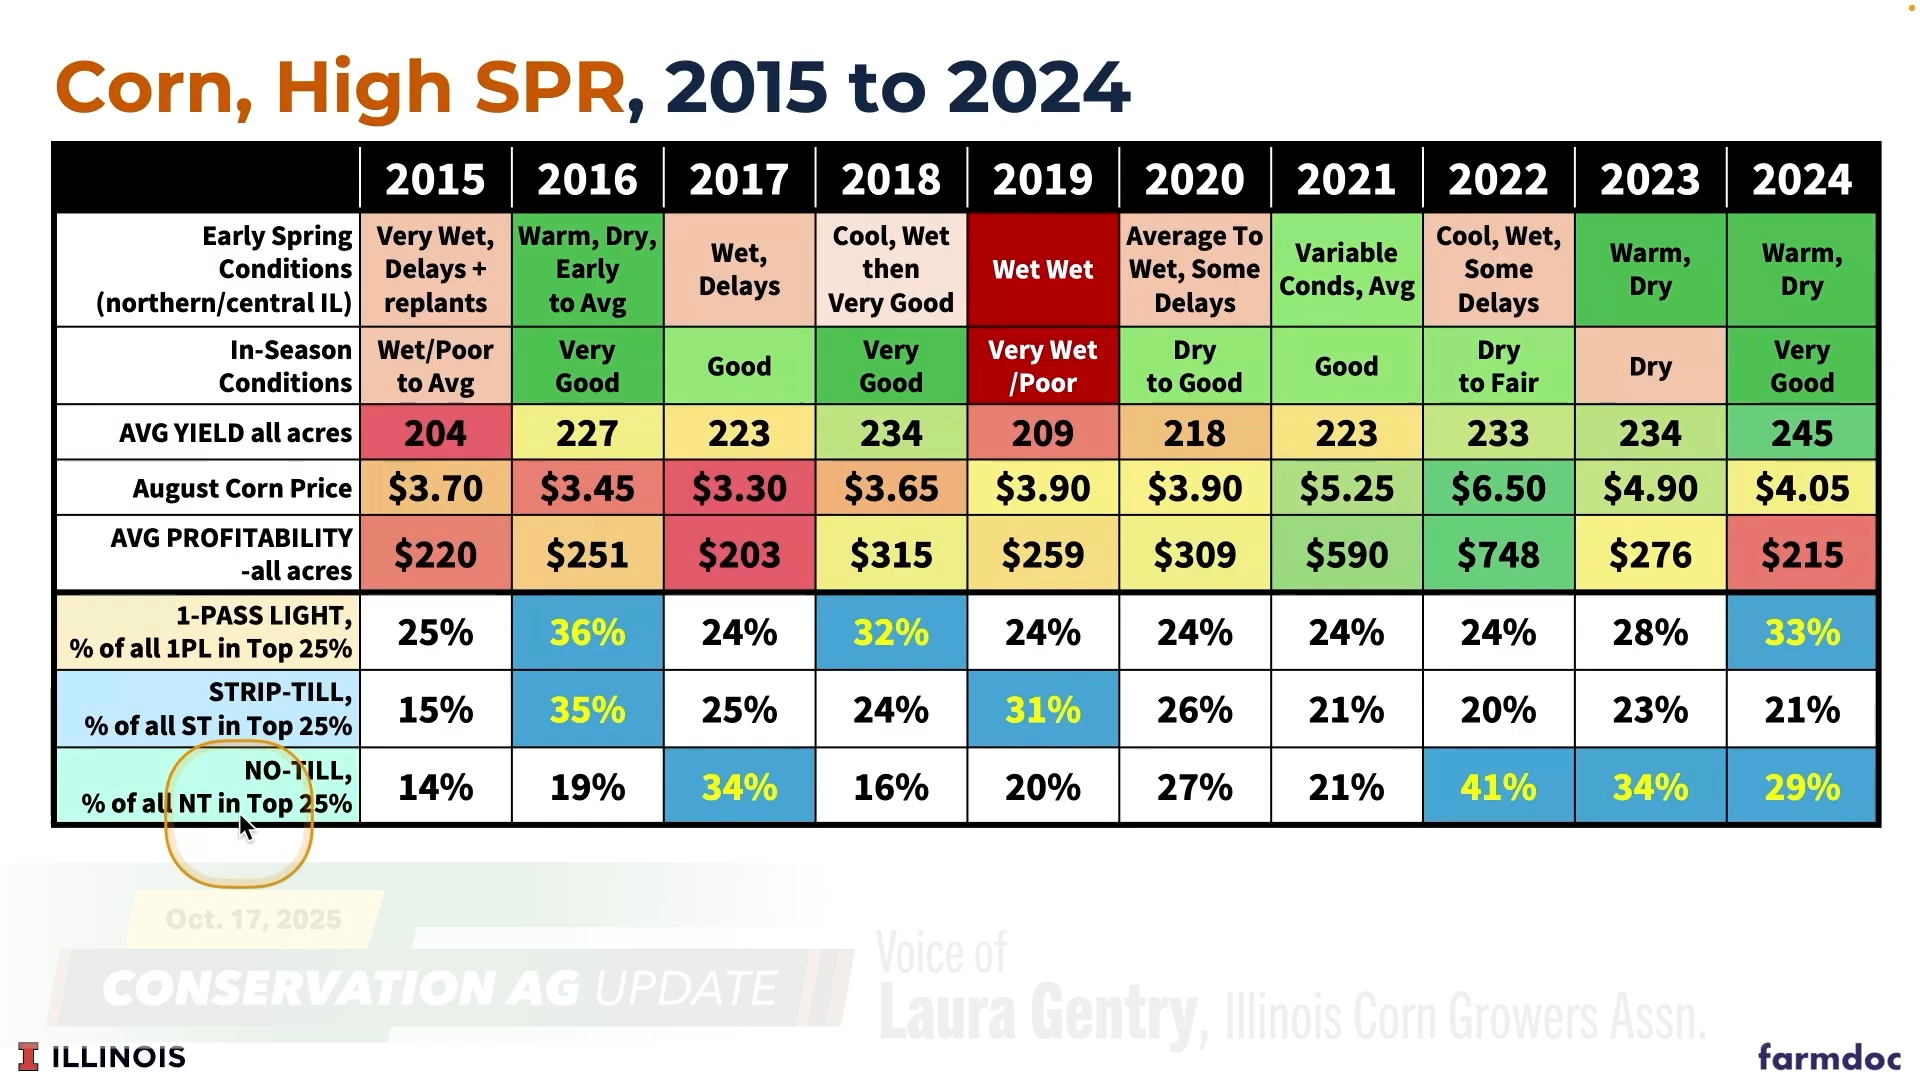 Corn, High SPR, 2015 to 2024
2015 2016 2017 2018 2019 2020 2021 2022 2023 2024
Early Spring Conditions (northern/central IL)
Very Wet, Delays + replants
Warm, Dry, Early to Avg
Wet, Delays
Cool, Wet then Very Good
Wet Wet
Average To Wet, Some Delays
Variable Conds, Avg
Cool, Wet, Some Delays
Warm, Dry
Warm, Dry
In-Season Conditions
Wet/Poor to Avg
Very Good
Good
Very Good
Very Wet /Poor
Dry to Good
Good
Dry to Fair
Dry
Very Good
AVG YIELD all acres 204 227 223 234 209 218 223 233 234 245
August Corn Price $3.70 $3.45 $3.30 $3.65 $3.90 $3.90 $5.25 $6.50 $4.90 $4.05
AVG PROFITABILITY -all acres $220 $251 $203 $315 $259 $309 $590 $748 $276 $215
1-PASS LIGHT, % of all 1PL in Top 25% 25% 36% 24% 32% 24% 24% 24% 24% 28% 33%
STRIP-TILL, % of all ST in Top 25% 15% 35% 25% 24% 31% 26% 21% 20% 23% 21%
NO-TILL, % of all NT in Top 25% 14% 19% 34% 16% 20% 27% 21% 41% 34% 29%
Oct. 17, 2025
CONSERVATION AG UPDATE
Voice of
Laura Gentry, Illinois Corn Growers Assn.
I ILLINOIS
farmdoc